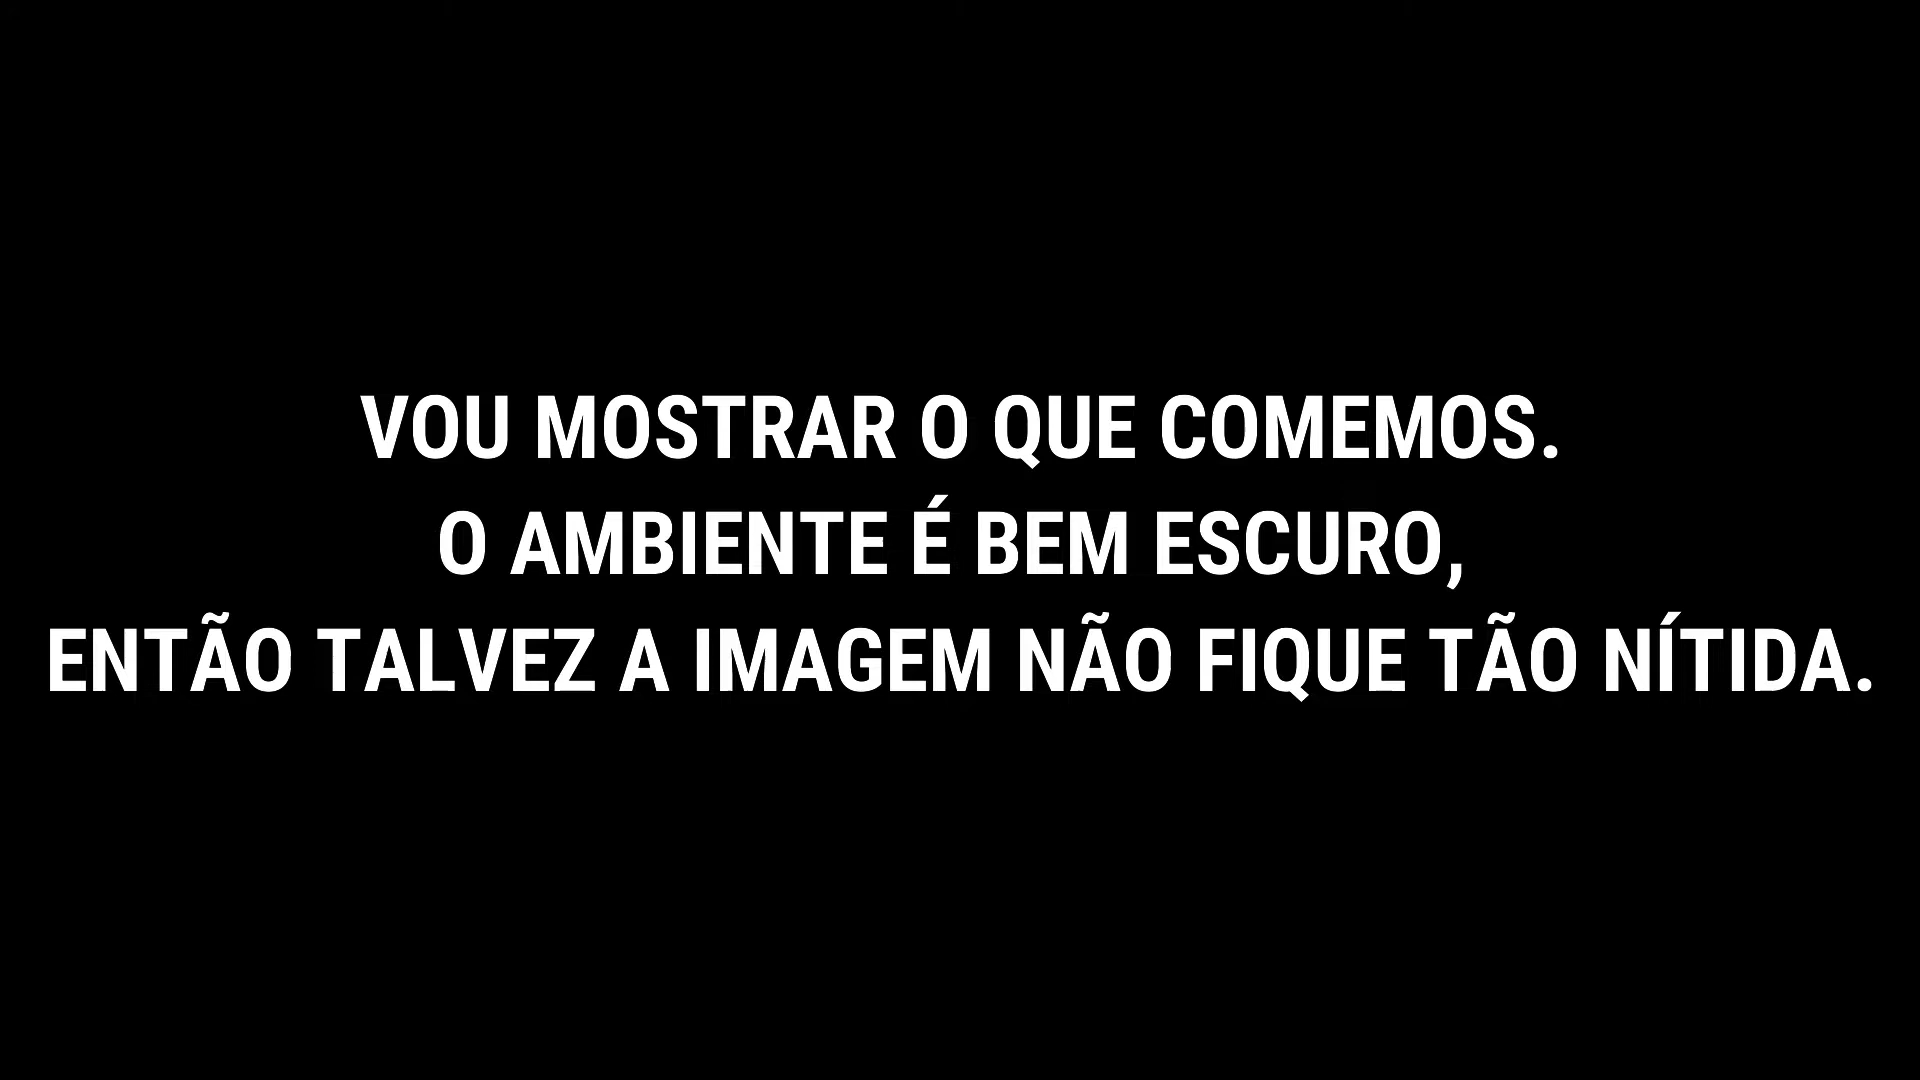 VOU MOSTRAR O QUE COMEMOS.
O AMBIENTE É BEM ESCURO,
ENTÃO TALVEZ A IMAGEM NÃO FIQUE TÃO NÍTIDA.